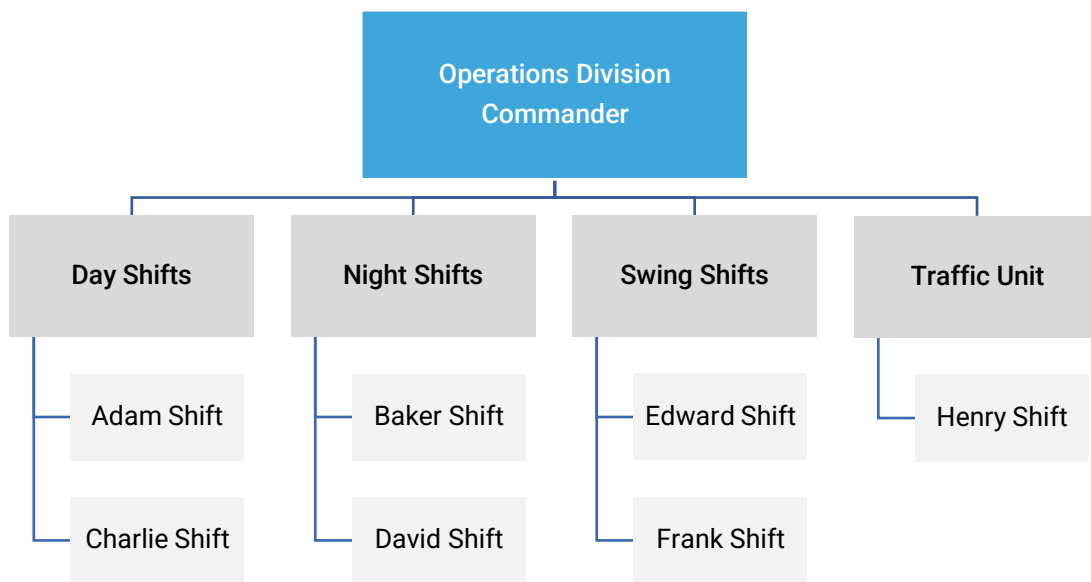 Operations Division
Commander
Day Shifts
Night Shifts
Swing Shifts
Traffic Unit
Adam Shift
Baker Shift
Edward Shift
Henry Shift
Charlie Shift
David Shift
Frank Shift